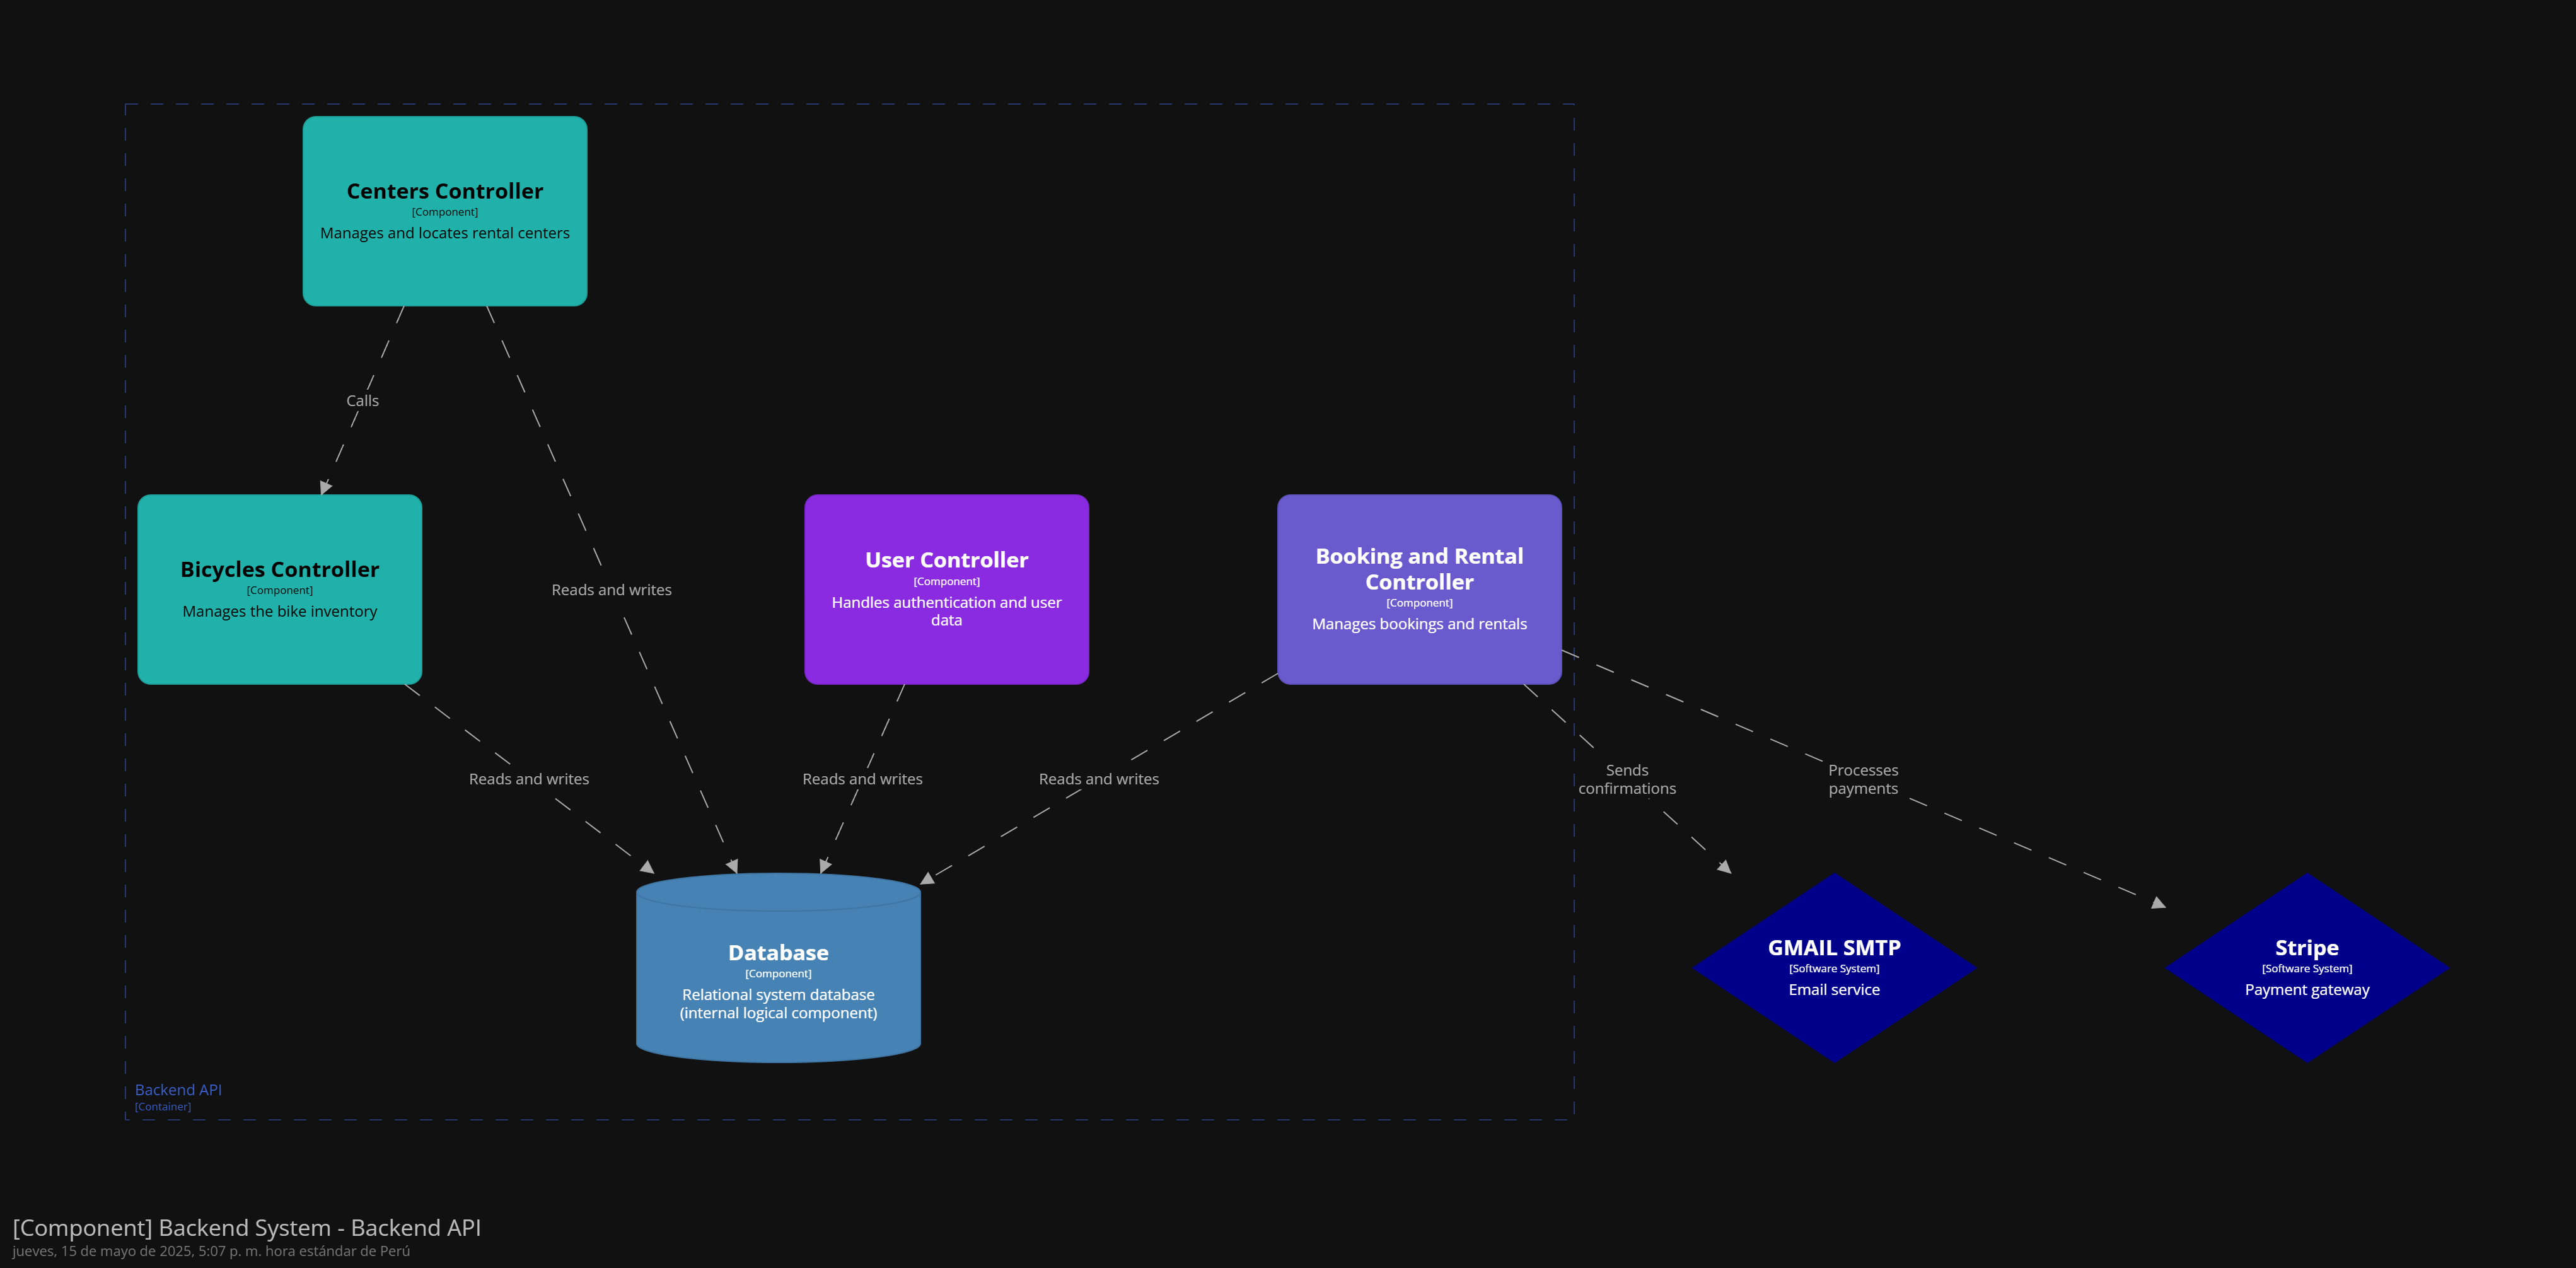 Centers Controller
[Component]
Manages and locates rental centers
Calls
Bicycles Controller
[Component]
Manages the bike inventory
Reads and writes
User Controller
[Component]
Handles authentication and user
data
Booking and Rental
Controller
[Component]
Manages bookings and rentals
Reads and writes
Reads and writes
Reads and writes
Sends
confirmations
Processes
payments
Database
[Component]
Relational system database
(internal logical component)
GMAIL SMTP
[Software System]
Email service
Stripe
[Software System]
Payment gateway
Backend API
[Container]
[Component] Backend System - Backend API
jueves, 15 de mayo de 2025, 5:07 p. m. hora estándar de Perú